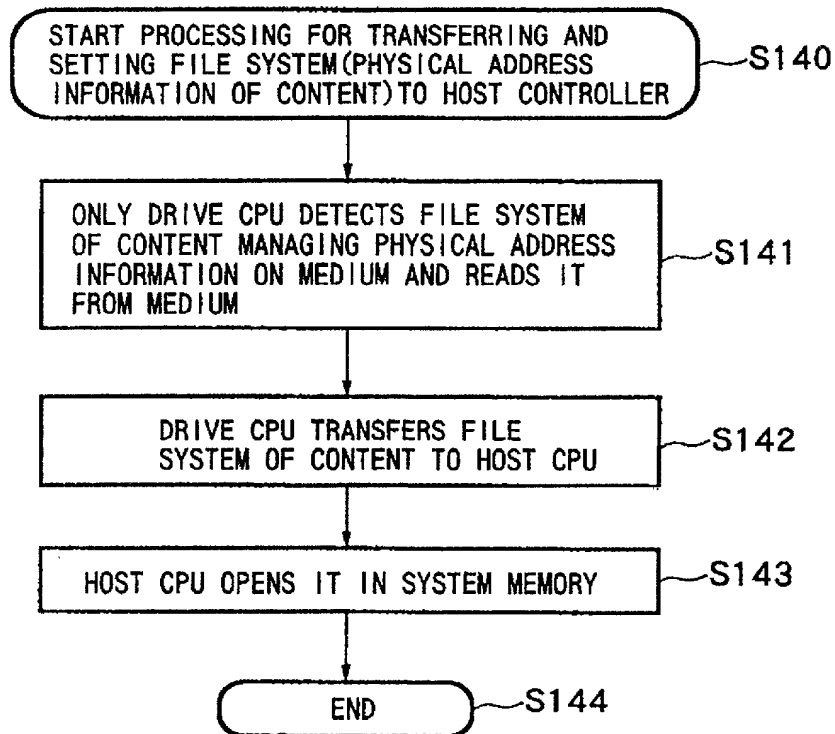 START PROCESSING FOR TRANSFERRING AND
SETTING FILE SYSTEM(PHYSICAL ADDRESS
INFORMATION OF CONTENT)TO HOST CONTROLLER
S140
ONLY DRIVE CPU DETECTS FILE SYSTEM
OF CONTENT MANAGING PHYSICAL ADDRESS
INFORMATION ON MEDIUM AND READS IT
FROM MEDIUM
S141
DRIVE CPU TRANSFERS FILE
SYSTEM OF CONTENT TO HOST CPU
S142
HOST CPU OPENS IT IN SYSTEM MEMORY
S143
END
S144